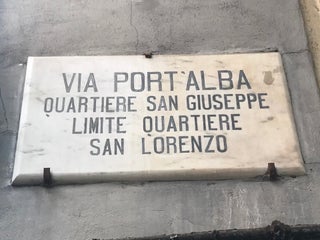 VIA PORT'ALBA
QUARTIERE SAN GIUSEPPE
LIMITE QUARTIERE
SAN LORENZO